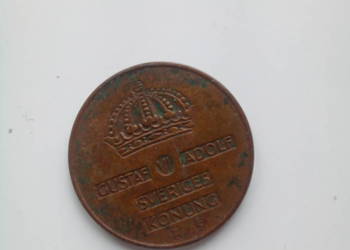 GUSTAF VI ADOLF
SVERIGES
KONUNG